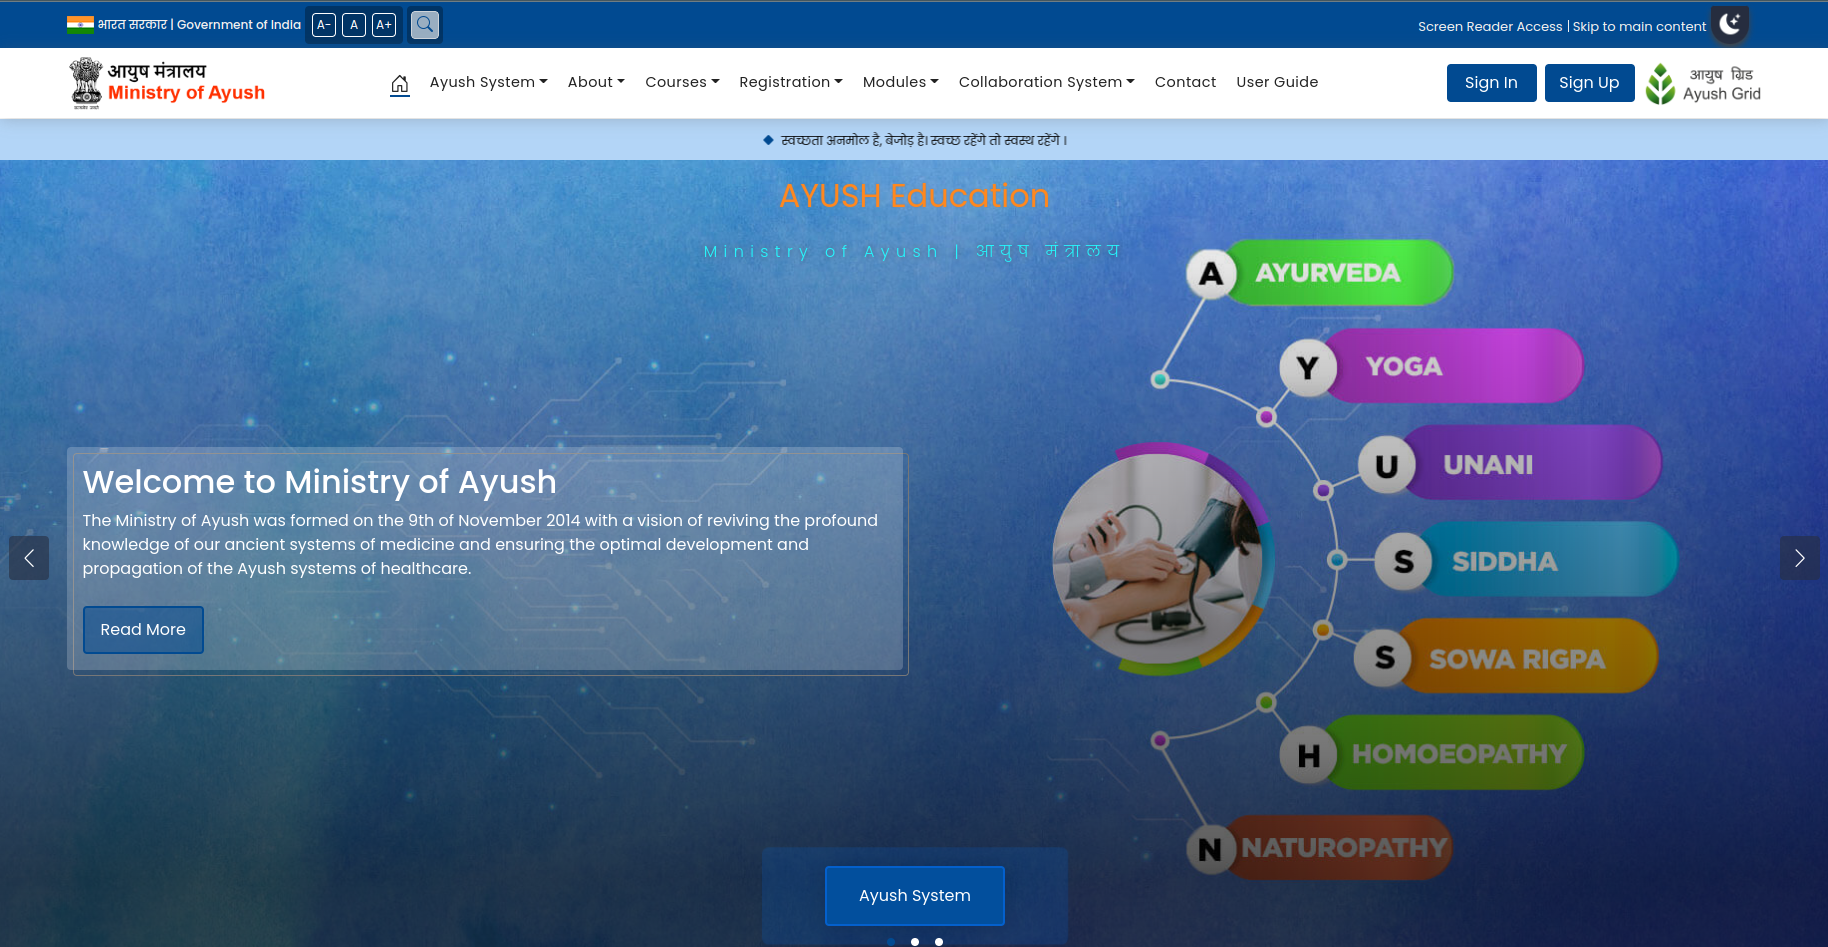 भारत सरकार | Government of India A- A A+
Screen Reader Access | Skip to main content
आयुष मंत्रालय
Ministry of Ayush
Ayush System About Courses Registration Modules Collaboration System Contact User Guide
Sign In Sign Up
आयुष ग्रिड
Ayush Grid
स्वच्छता अनमोल है, बेजोड़ है। स्वच्छ रहेंगे तो स्वस्थ रहेंगे ।
AYUSH Education
Ministry of Ayush | आयुष मंत्रालय
A AYURVEDA
Y YOGA
U UNANI
S SIDDHA
S SOWA RIGPA
H HOMOEOPATHY
N NATUROPATHY
Welcome to Ministry of Ayush
The Ministry of Ayush was formed on the 9th of November 2014 with a vision of reviving the profound
knowledge of our ancient systems of medicine and ensuring the optimal development and
propagation of the Ayush systems of healthcare.
Read More
Ayush System